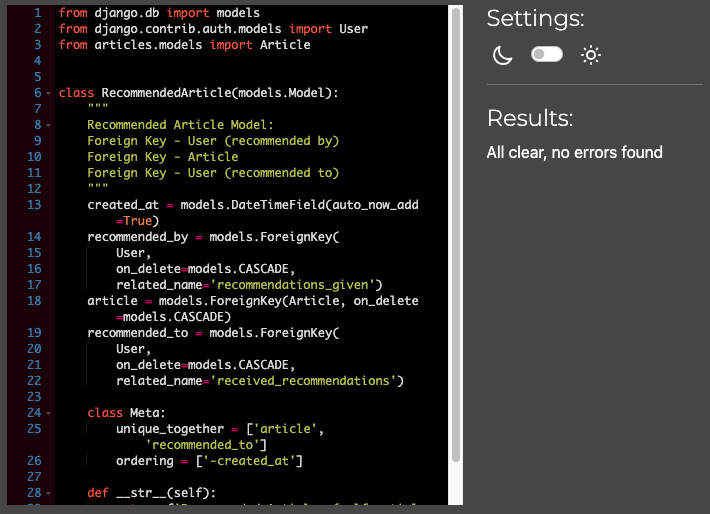 1 from django.db import models
2 from django.contrib.auth.models import User
3 from articles.models import Article
4
5
6 class RecommendedArticle(models.Model):
7 """
8 Recommended Article Model:
9 Foreign Key - User (recommended by)
10 Foreign Key - Article
11 Foreign Key - User (recommended to)
12 """
13 created_at = models.DateTimeField(auto_now_add
=True)
14 recommended_by = models.ForeignKey(
15 User,
16 on_delete=models.CASCADE,
17 related_name='recommendations_given')
18 article = models.ForeignKey(Article, on_delete
=models.CASCADE)
19 recommended_to = models.ForeignKey(
20 User,
21 on_delete=models.CASCADE,
22 related_name='received_recommendations')
23
24 class Meta:
25 unique_together = ['article',
'recommended_to']
26 ordering = ['-created_at']
27
28 def __str__(self):
Settings:
Results:
All clear, no errors found